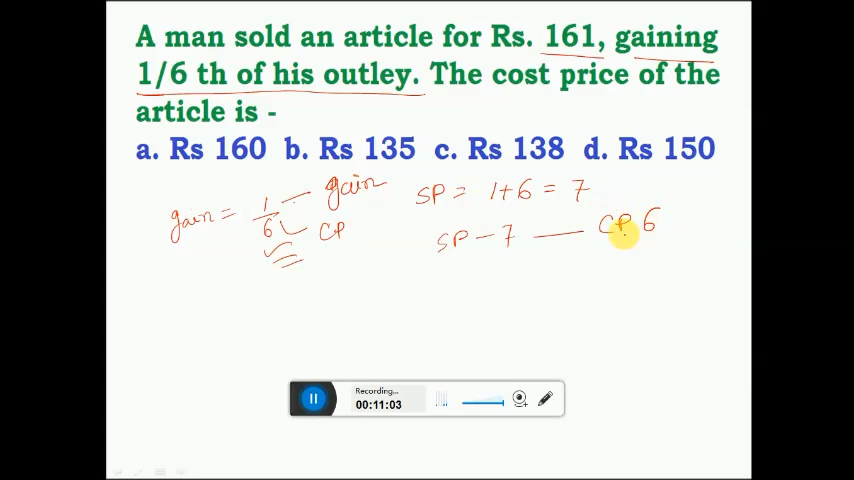 A man sold an article for Rs. 161, gaining
1/6 th of his outley. The cost price of the
article is -
a. Rs 160 b. Rs 135 c. Rs 138 d. Rs 150
gain = 1/6 gain CP
SP = 1+6 = 7
SP - 7 — CP 6
Recording...
00:11:03